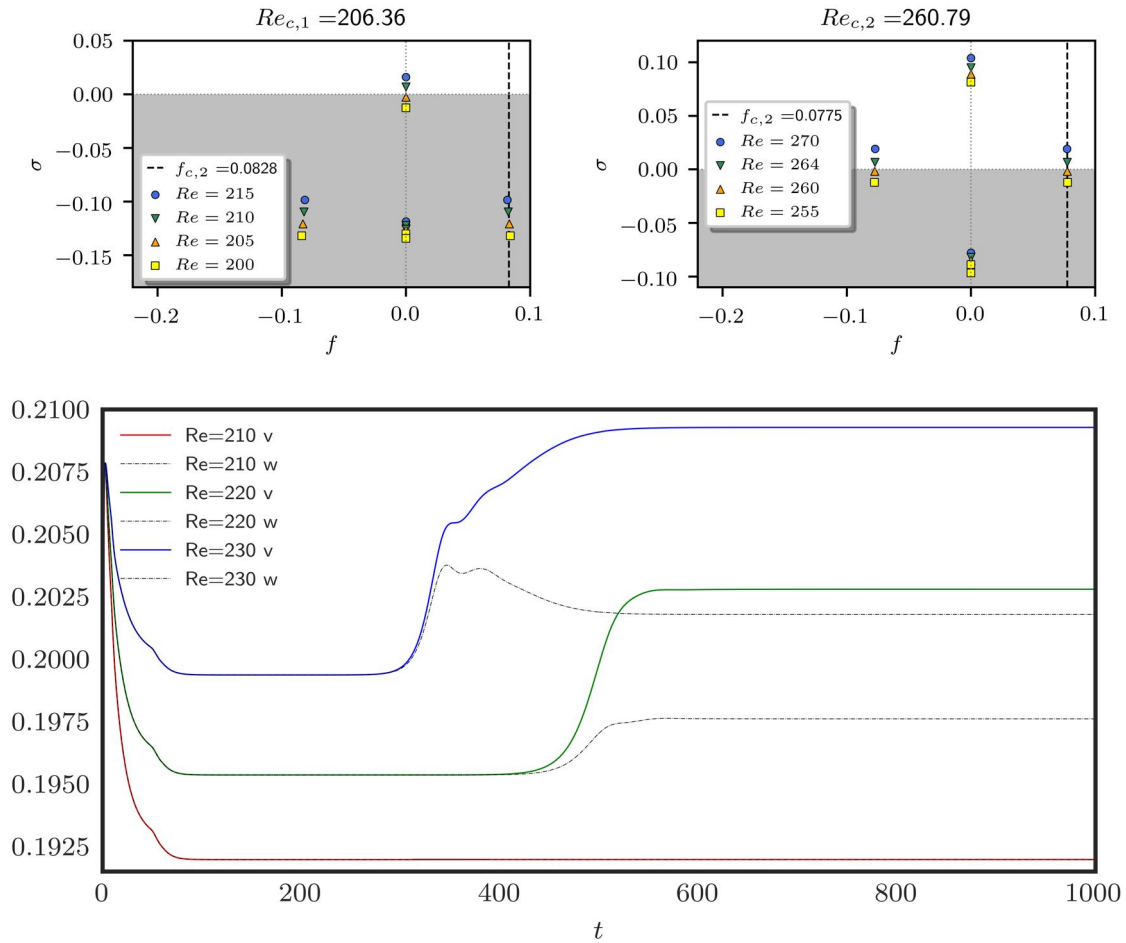 Re_{c,1} =206.36
0.05
0.00
−0.05
−0.10
−0.15
σ
f_{c,2} =0.0828
Re = 215
Re = 210
Re = 205
Re = 200
−0.2
−0.1
0.0
0.1
f
Re_{c,2} =260.79
0.10
0.05
0.00
−0.05
−0.10
σ
f_{c,2} =0.0775
Re = 270
Re = 264
Re = 260
Re = 255
−0.2
−0.1
0.0
0.1
f
0.2100
0.2075
0.2050
0.2025
0.2000
0.1975
0.1950
0.1925
Re=210 v
Re=210 w
Re=220 v
Re=220 w
Re=230 v
Re=230 w
0
200
400
600
800
1000
t